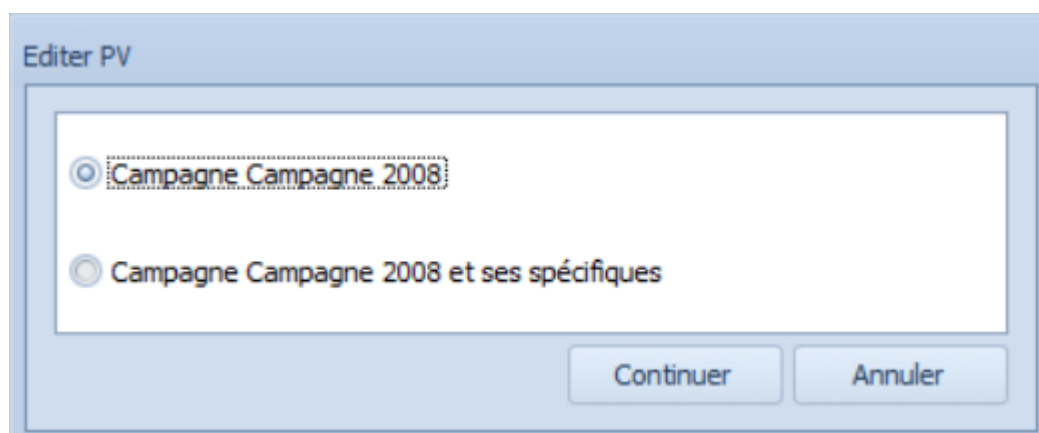 Editer PV
Campagne Campagne 2008
Campagne Campagne 2008 et ses spécifiques
Continuer
Annuler